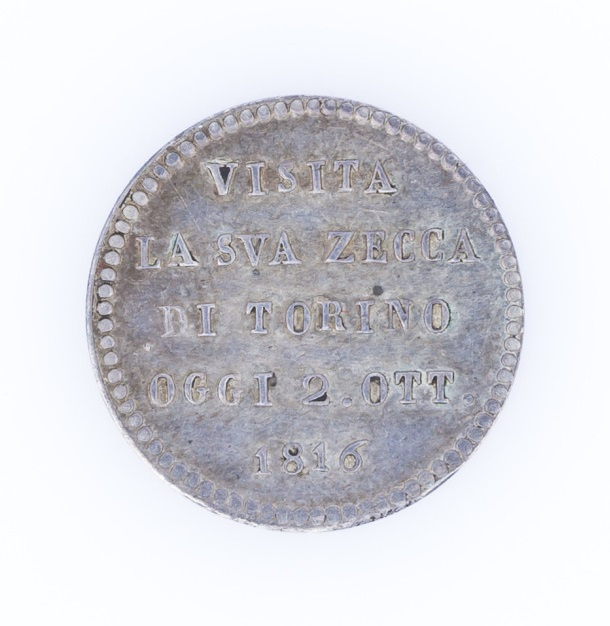 VISITA
LA SVA ZECCA
DI TORINO
OGGI 2. OTT.
1816